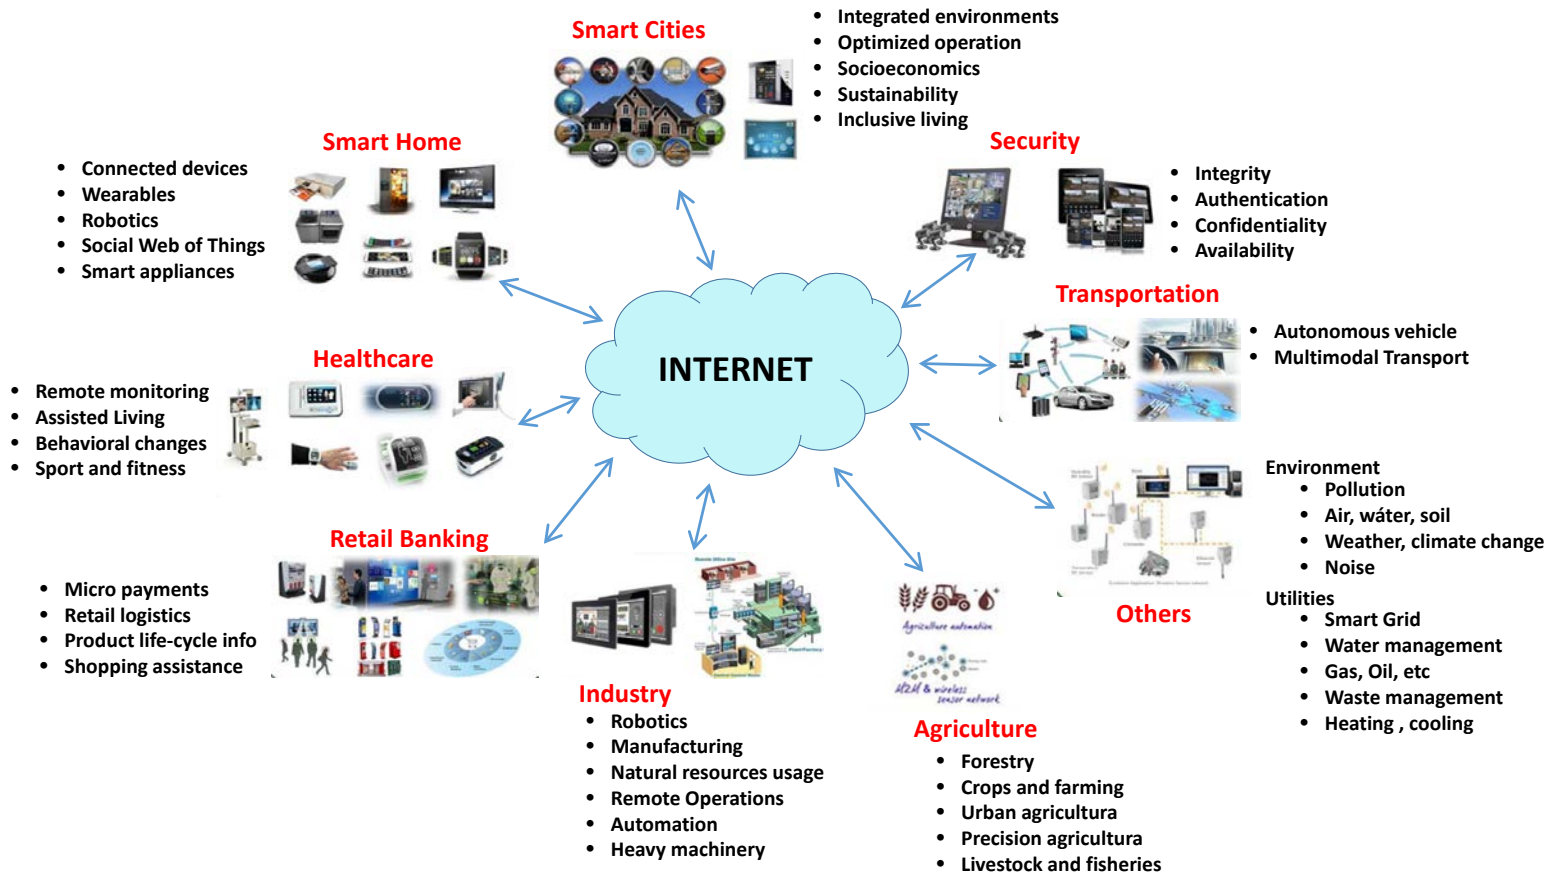 Smart Cities
• Integrated environments
• Optimized operation
• Socioeconomics
• Sustainability
• Inclusive living
Smart Home
• Connected devices
• Wearables
• Robotics
• Social Web of Things
• Smart appliances
Security
• Integrity
• Authentication
• Confidentiality
• Availability
Transportation
• Autonomous vehicle
• Multimodal Transport
INTERNET
Healthcare
• Remote monitoring
• Assisted Living
• Behavioral changes
• Sport and fitness
Environment
• Pollution
• Air, wáter, soil
• Weather, climate change
• Noise
Others
Utilities
• Smart Grid
• Water management
• Gas, Oil, etc
• Waste management
• Heating , cooling
Retail Banking
• Micro payments
• Retail logistics
• Product life-cycle info
• Shopping assistance
Industry
• Robotics
• Manufacturing
• Natural resources usage
• Remote Operations
• Automation
• Heavy machinery
Agriculture automation
M2M & wireless
sensor network
Agriculture
• Forestry
• Crops and farming
• Urban agricultura
• Precision agricultura
• Livestock and fisheries